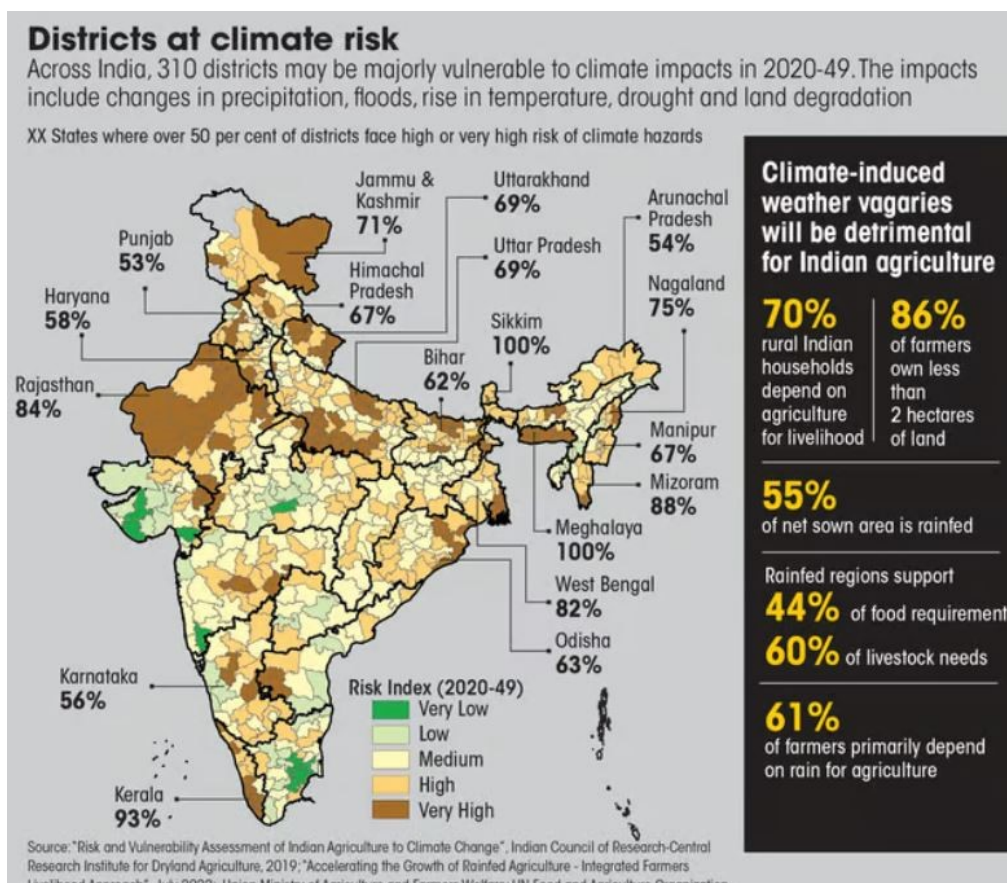 Districts at climate risk
Across India, 310 districts may be majorly vulnerable to climate impacts in 2020-49. The impacts
include changes in precipitation, floods, rise in temperature, drought and land degradation
XX States where over 50 per cent of districts face high or very high risk of climate hazards
Jammu &
Kashmir
71%
Uttarakhand
69%
Arunachal
Pradesh
54%
Punjab
53%
Uttar Pradesh
69%
Himachal
Pradesh
67%
Nagaland
75%
Haryana
58%
Sikkim
100%
Bihar
62%
Rajasthan
84%
Manipur
67%
Mizoram
88%
Meghalaya
100%
West Bengal
82%
Odisha
63%
Karnataka
56%
Kerala
93%
Risk Index (2020-49)
Very Low
Low
Medium
High
Very High
Climate-induced
weather vagaries
will be detrimental
for Indian agriculture
70%
rural Indian
households
depend on
agriculture
for livelihood
86%
of farmers
own less
than
2 hectares
of land
55%
of net sown area is rainfed
Rainfed regions support
44% of food requirement
60% of livestock needs
61%
of farmers primarily depend
on rain for agriculture
Source: "Risk and Vulnerability Assessment of Indian Agriculture to Climate Change", Indian Council of Research-Central
Research Institute for Dryland Agriculture, 2019; "Accelerating the Growth of Rainfed Agriculture - Integrated Farmers